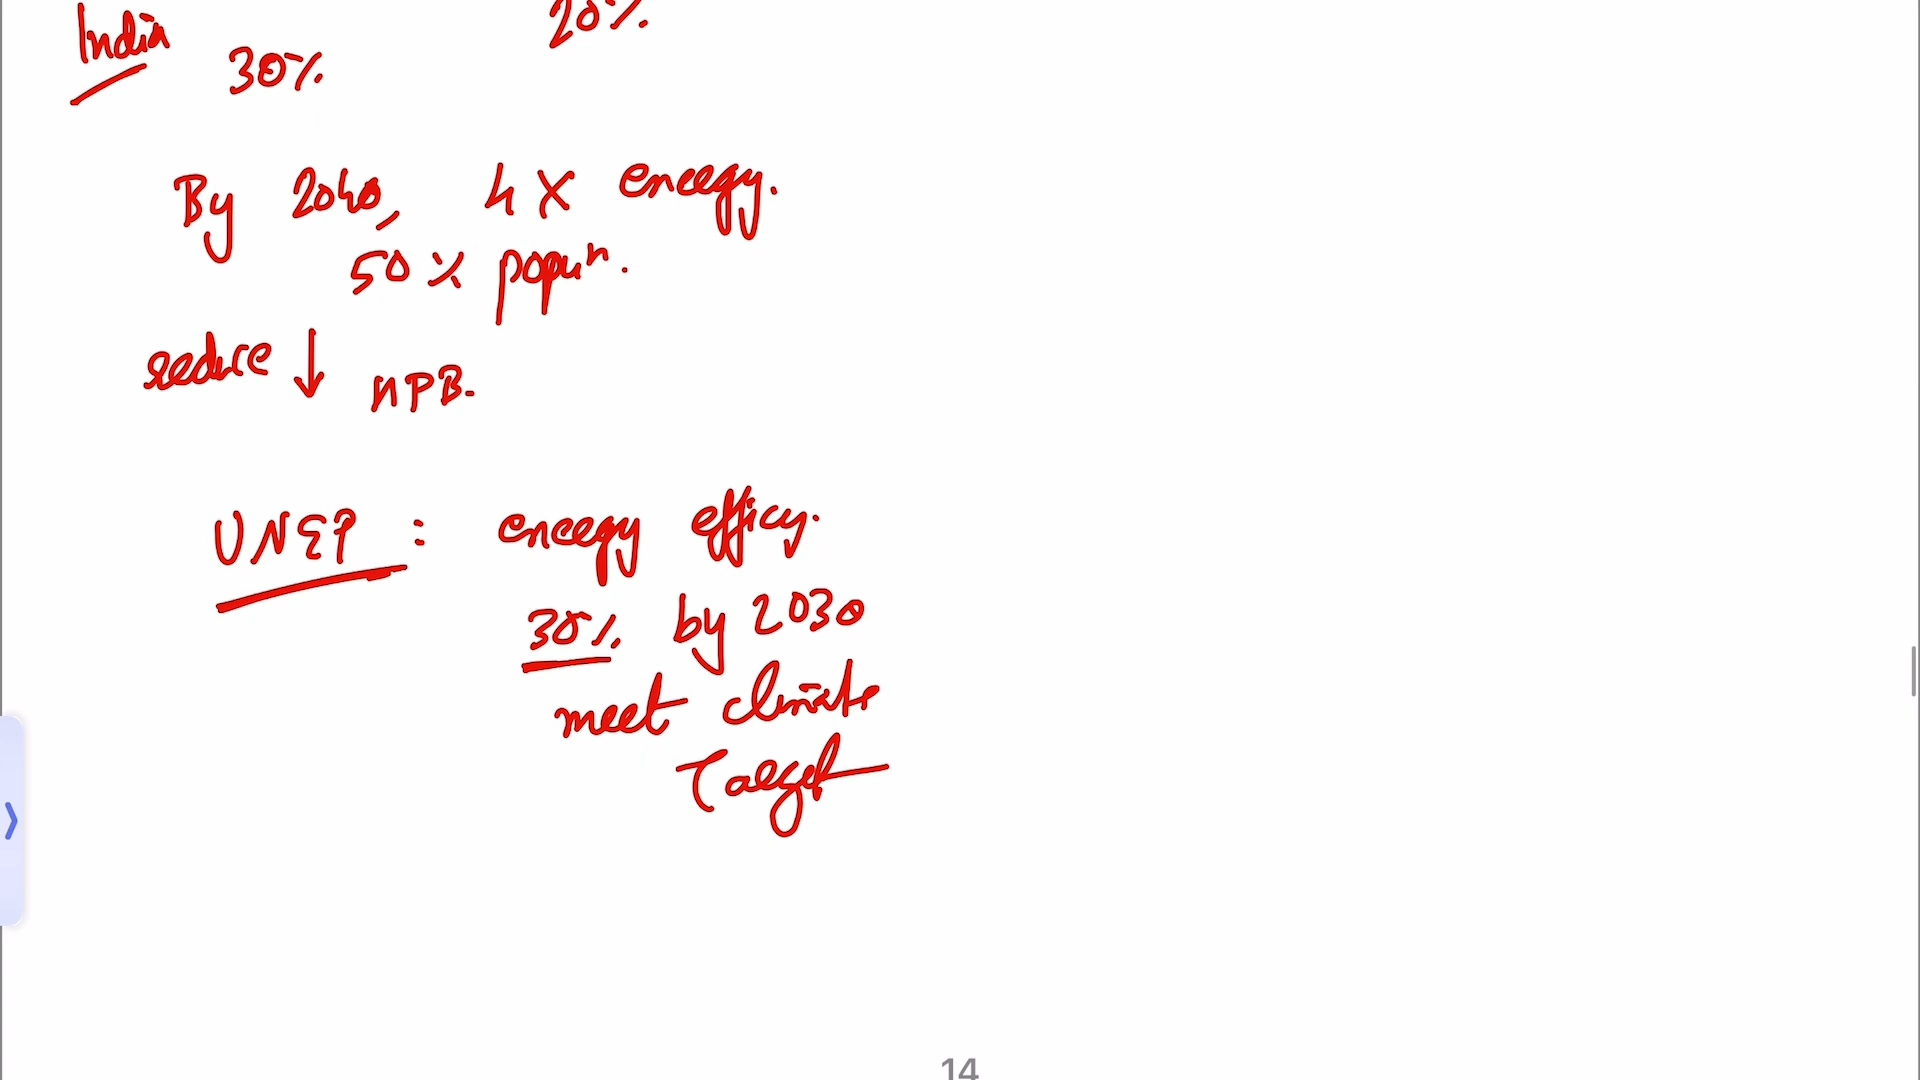 India 30% 20%
By 2040, 4 X energy.
50 % popun.
reduce ↓ NPB.
UNEP : energy efficy.
30% by 2030
meet climate
Target
14